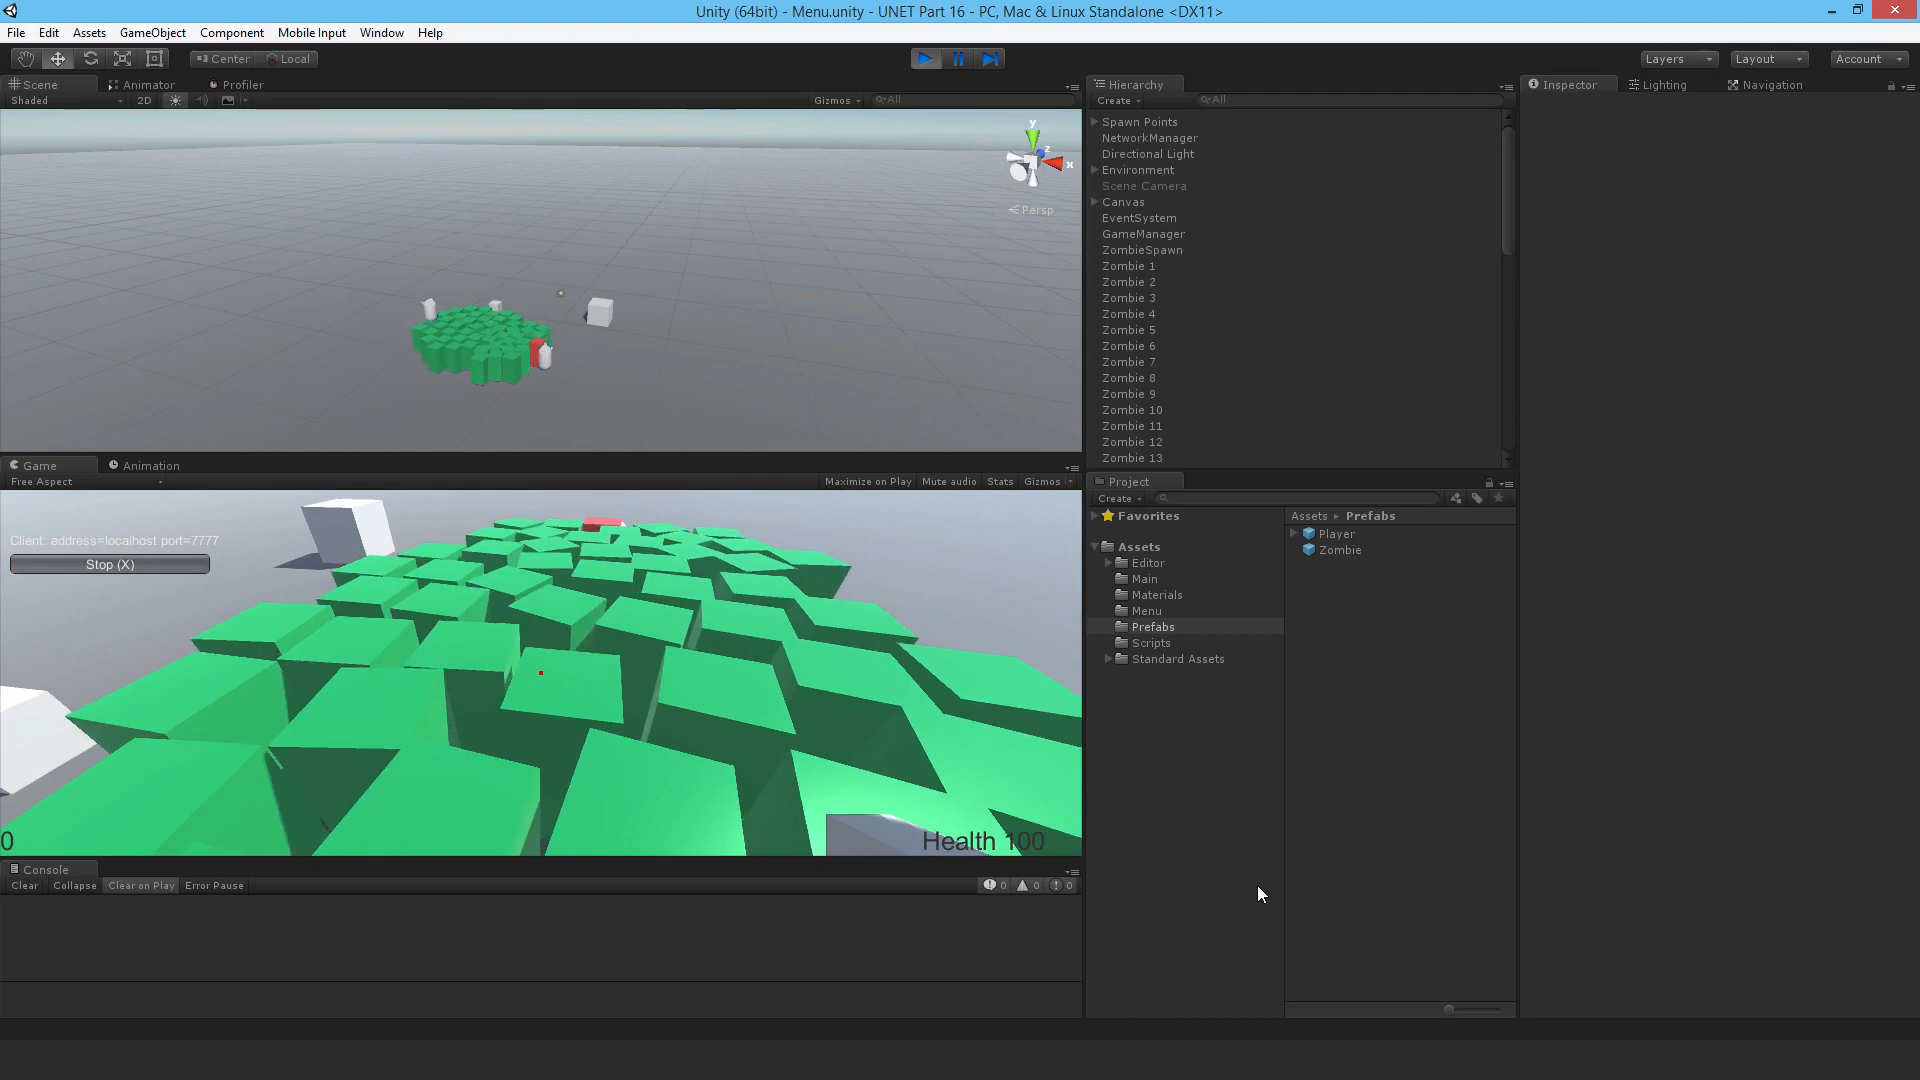 Unity (64bit) - Menu.unity - UNET Part 16 - PC, Mac & Linux Standalone <DX11>
File Edit Assets GameObject Component Mobile Input Window Help
Center Local
Layers Layout Account
Scene Animator Profiler
Shaded 2D Gizmos All
y
z
x
Persp
Game Animation
Free Aspect Maximize on Play Mute audio Stats Gizmos
Client: address=localhost port=7777
Stop (X)
0
Health 100
Console
Clear Collapse Clear on Play Error Pause 0 0 0
Hierarchy
Create All
Spawn Points
NetworkManager
Directional Light
Environment
Scene Camera
Canvas
EventSystem
GameManager
ZombieSpawn
Zombie 1
Zombie 2
Zombie 3
Zombie 4
Zombie 5
Zombie 6
Zombie 7
Zombie 8
Zombie 9
Zombie 10
Zombie 11
Zombie 12
Zombie 13
Project
Create
Favorites
Assets
Editor
Main
Materials
Menu
Prefabs
Scripts
Standard Assets
Assets Prefabs
Player
Zombie
Inspector Lighting Navigation